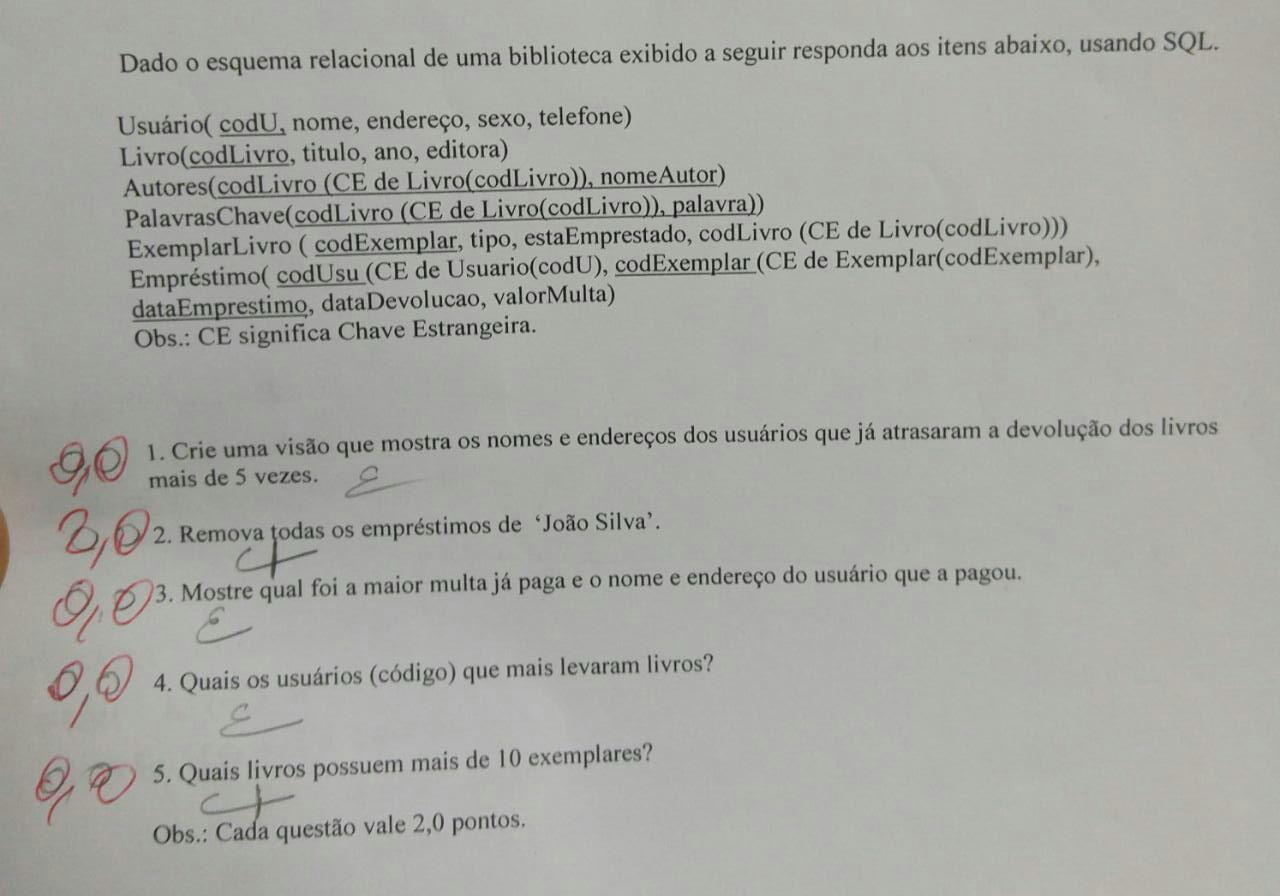 Dado o esquema relacional de uma biblioteca exibido a seguir responda aos itens abaixo, usando SQL.
Usuário( codU, nome, endereço, sexo, telefone)
Livro(codLivro, titulo, ano, editora)
Autores(codLivro (CE de Livro(codLivro)), nomeAutor)
PalavrasChave(codLivro (CE de Livro(codLivro)), palavra))
ExemplarLivro ( codExemplar, tipo, estaEmprestado, codLivro (CE de Livro(codLivro)))
Empréstimo( codUsu (CE de Usuario(codU), codExemplar (CE de Exemplar(codExemplar),
dataEmprestimo, dataDevolucao, valorMulta)
Obs.: CE significa Chave Estrangeira.
0,0 1. Crie uma visão que mostra os nomes e endereços dos usuários que já atrasaram a devolução dos livros
mais de 5 vezes. E
2,0 2. Remova todas os empréstimos de ‘João Silva’.
C
0,0 3. Mostre qual foi a maior multa já paga e o nome e endereço do usuário que a pagou.
E
0,0 4. Quais os usuários (código) que mais levaram livros?
E
5. Quais livros possuem mais de 10 exemplares?
C
Obs.: Cada questão vale 2,0 pontos.